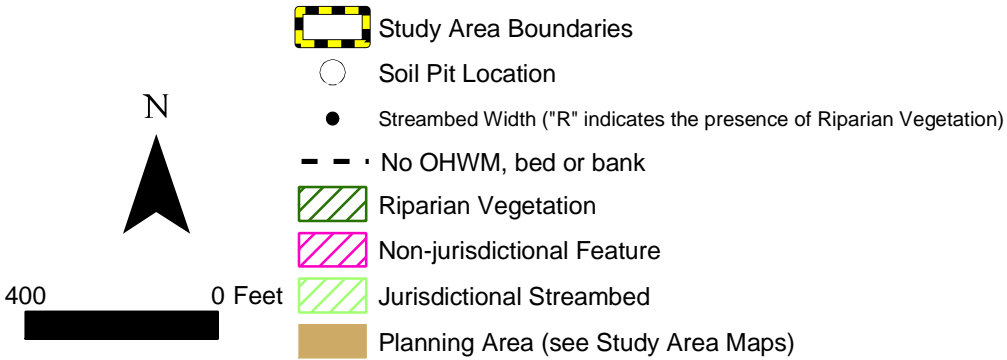 Study Area Boundaries
Soil Pit Location
Streambed Width ("R" indicates the presence of Riparian Vegetation)
No OHWM, bed or bank
Riparian Vegetation
Non-jurisdictional Feature
Jurisdictional Streambed
Planning Area (see Study Area Maps)
N
400 0 Feet